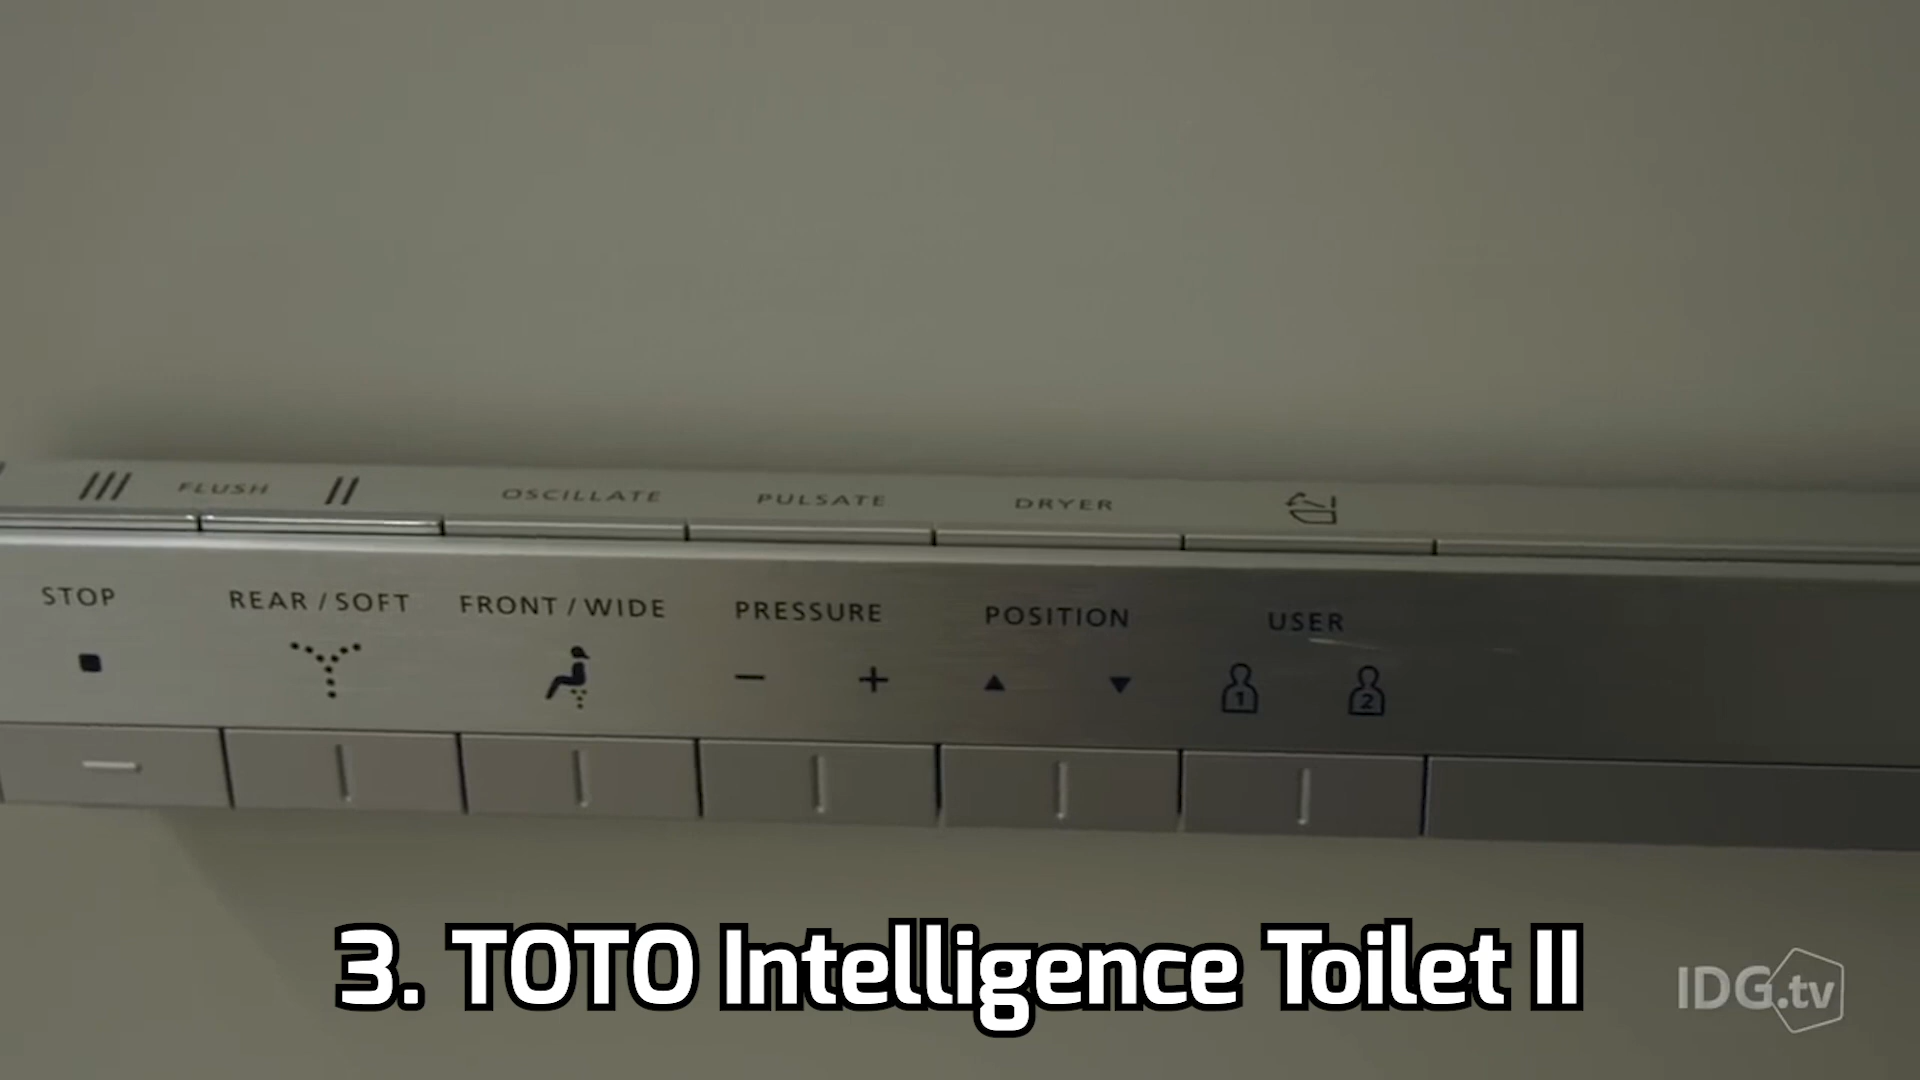 /// FLUSH // OSCILLATE PULSATE DRYER
STOP REAR / SOFT FRONT / WIDE PRESSURE POSITION USER
- + ▲ ▼ 1 2
3. TOTO Intelligence Toilet II
IDG.tv